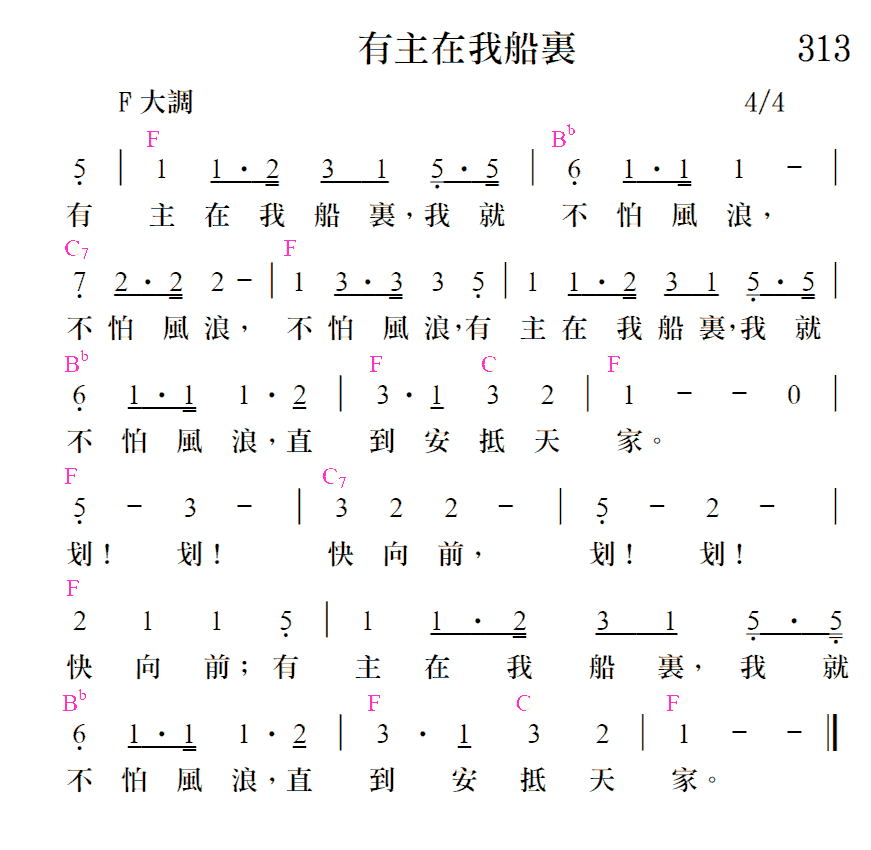 有主在我船裏 313
F 大調 4/4
F B♭
5̣ | 1 1·2 3 1 5̣·5̣ | 6̣ 1·1 1 - |
有 主 在 我 船 裏,我 就 不 怕 風 浪,
C7 F
7̣ 2·2 2 - | 1 3·3 3 5̣ | 1 1·2 3 1 5̣·5̣ |
不 怕 風 浪, 不 怕 風 浪,有 主 在 我 船 裏,我 就
B♭ F C F
6̣ 1·1 1·2 | 3·1 3 2 | 1 - - 0 |
不 怕 風 浪,直 到 安 抵 天 家。
F C7
5̣ - 3 - | 3 2 2 - | 5̣ - 2 - |
划! 划! 快 向 前, 划! 划!
F
2 1 1 5̣ | 1 1·2 3 1 5̣·5̣
快 向 前;有 主 在 我 船 裏, 我 就
B♭ F C F
6̣ 1·1 1·2 | 3·1 3 2 | 1 - - ‖
不 怕 風 浪,直 到 安 抵 天 家。